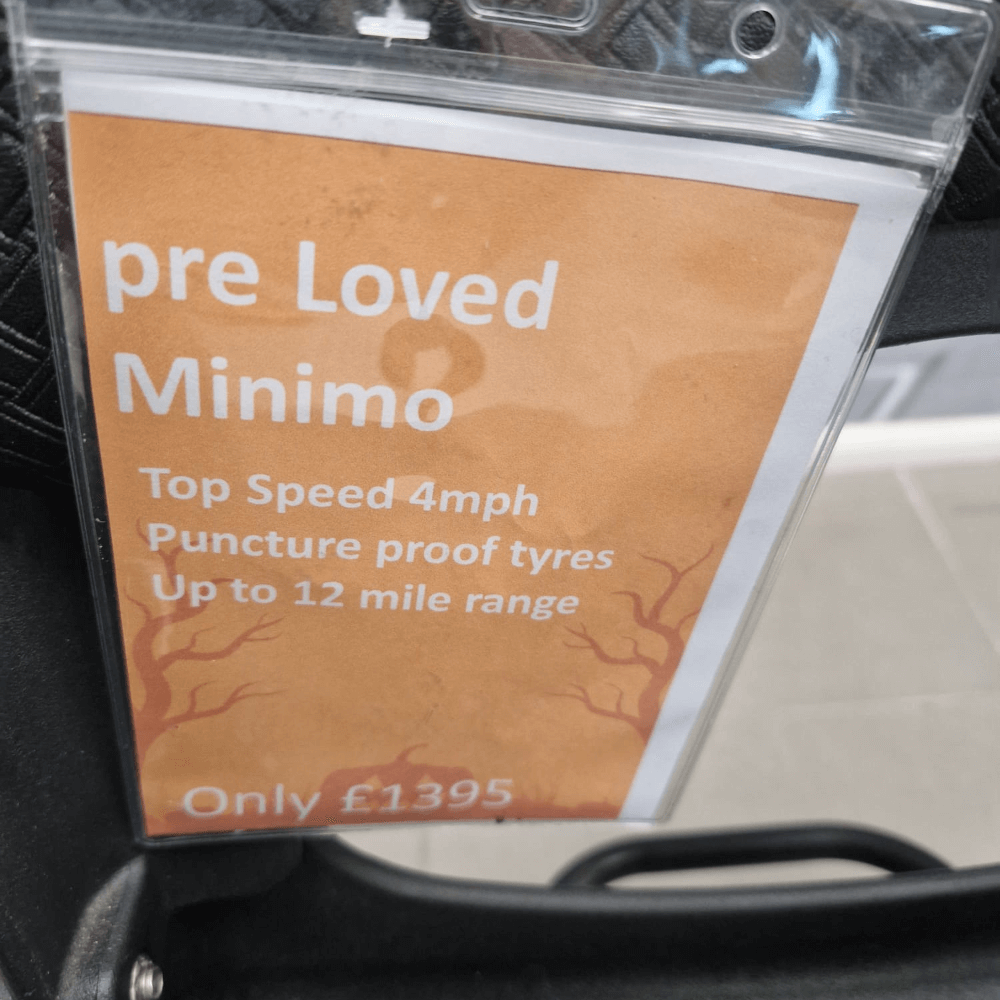 pre Loved
Minimo
Top Speed 4mph
Puncture proof tyres
Up to 12 mile range
Only £1395